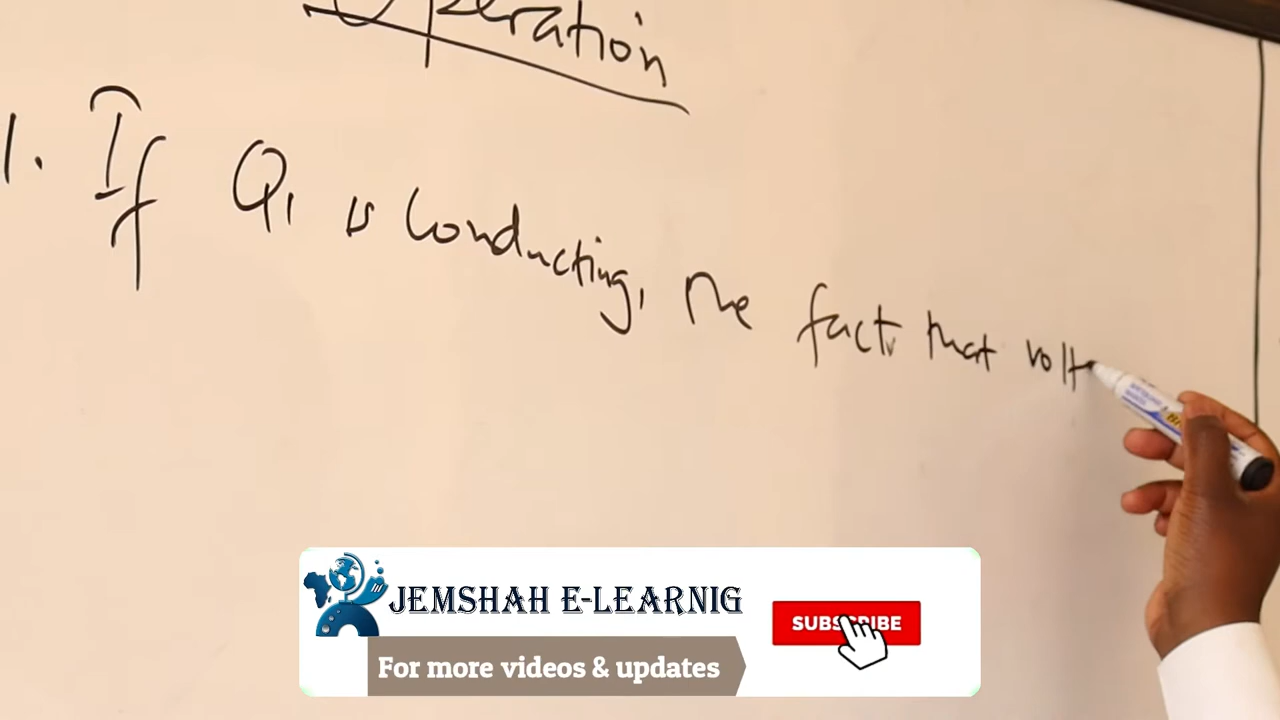 Operation
1. If Q1 is Conducting, the fact that volt
JEMSHAH E-LEARNIG
SUBSCRIBE
For more videos & updates